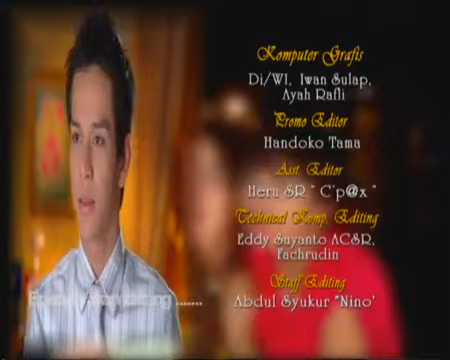 Komputer Grafis
Di/WI, Iwan Sulap,
Ayah Rafli
Promo Editor
Handoko Tama
Asst. Editor
Heru SR " C'p@x "
Technical Komp. Editing
Eddy Suyanto ACSR,
Fachrudin
Staff Editing
Abdul Syukur "Nino'